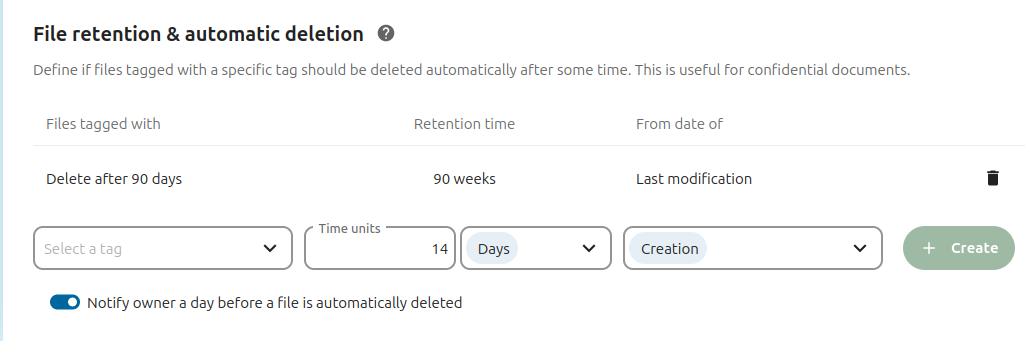 File retention & automatic deletion
Define if files tagged with a specific tag should be deleted automatically after some time. This is useful for confidential documents.
Files tagged with Retention time From date of
Delete after 90 days 90 weeks Last modification
Time units
Select a tag 14 Days Creation + Create
Notify owner a day before a file is automatically deleted